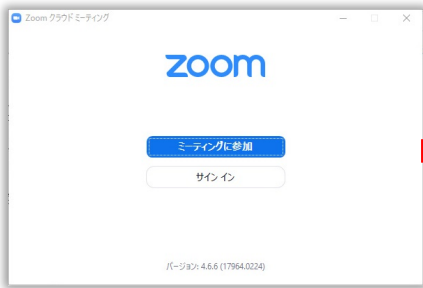 Zoom クラウド ミーティング
zoom
ミーティングに参加
サイン イン
バージョン: 4.6.6 (17964.0224)